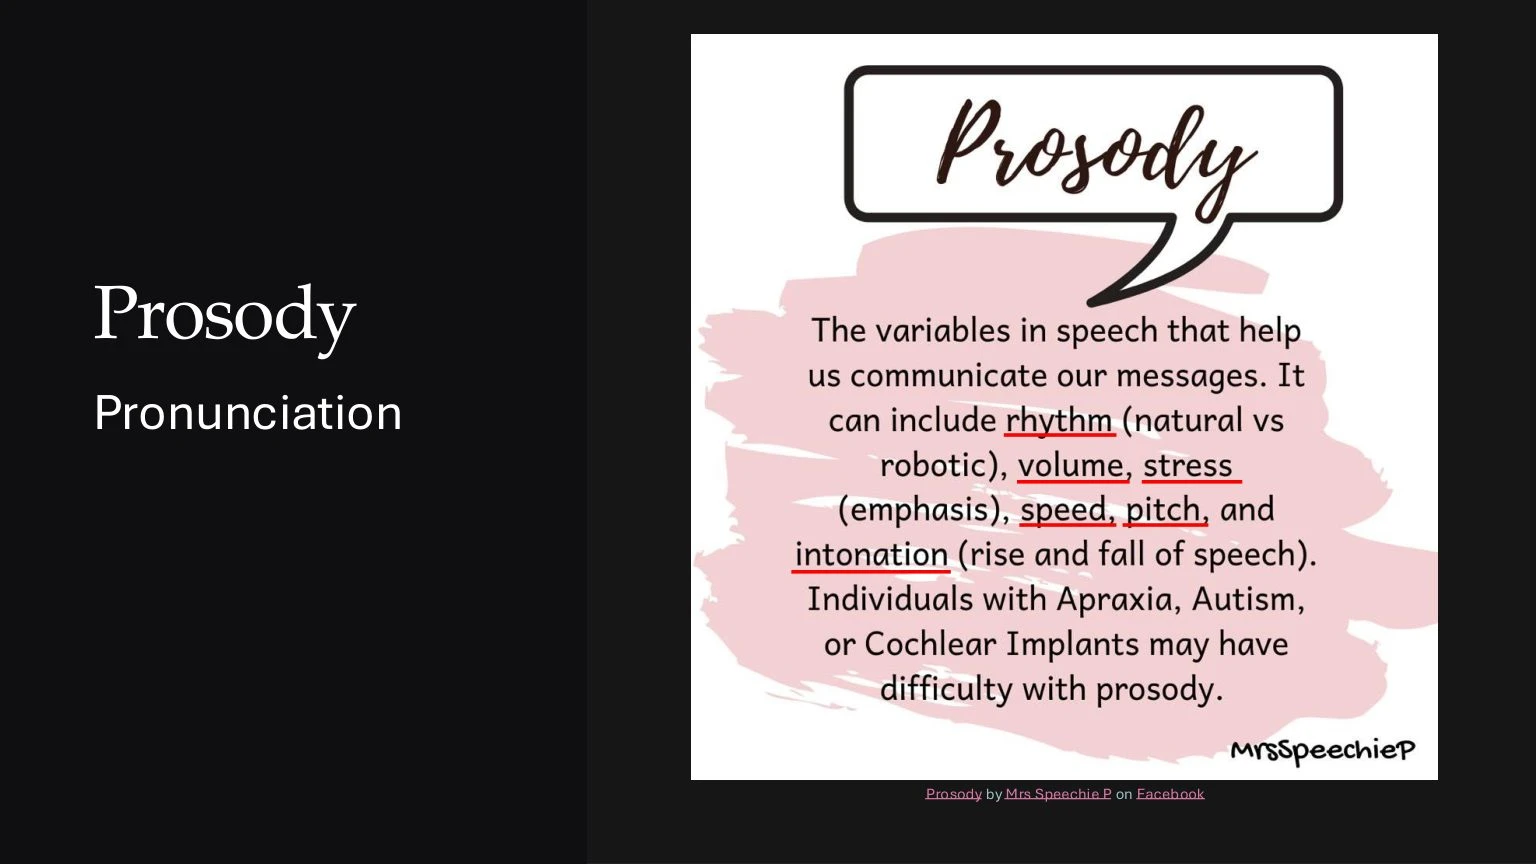 Prosody
Pronunciation
Prosody
The variables in speech that help
us communicate our messages. It
can include rhythm (natural vs
robotic), volume, stress
(emphasis), speed, pitch, and
intonation (rise and fall of speech).
Individuals with Apraxia, Autism,
or Cochlear Implants may have
difficulty with prosody.
MrsSpeechieP
Prosody by Mrs Speechie P on Facebook